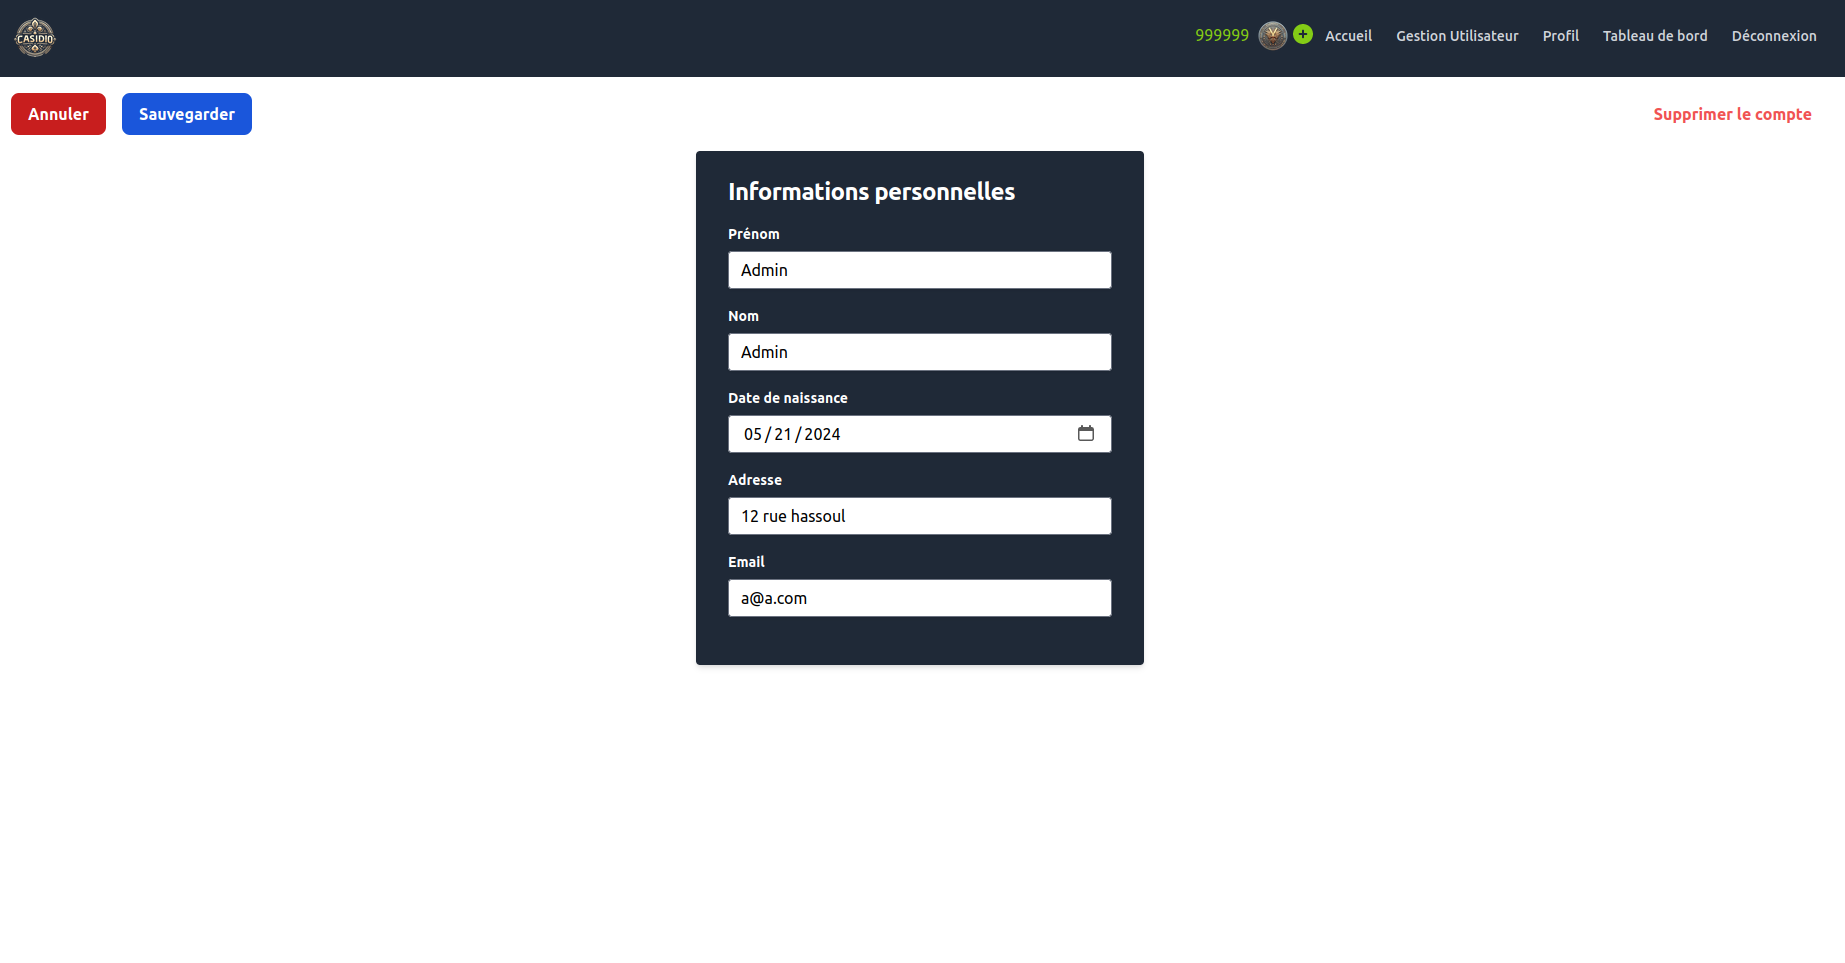 CASIDIO
999999 Accueil Gestion Utilisateur Profil Tableau de bord Déconnexion
Annuler Sauvegarder Supprimer le compte
Informations personnelles
Prénom
Admin
Nom
Admin
Date de naissance
05/21/2024
Adresse
12 rue hassoul
Email
a@a.com